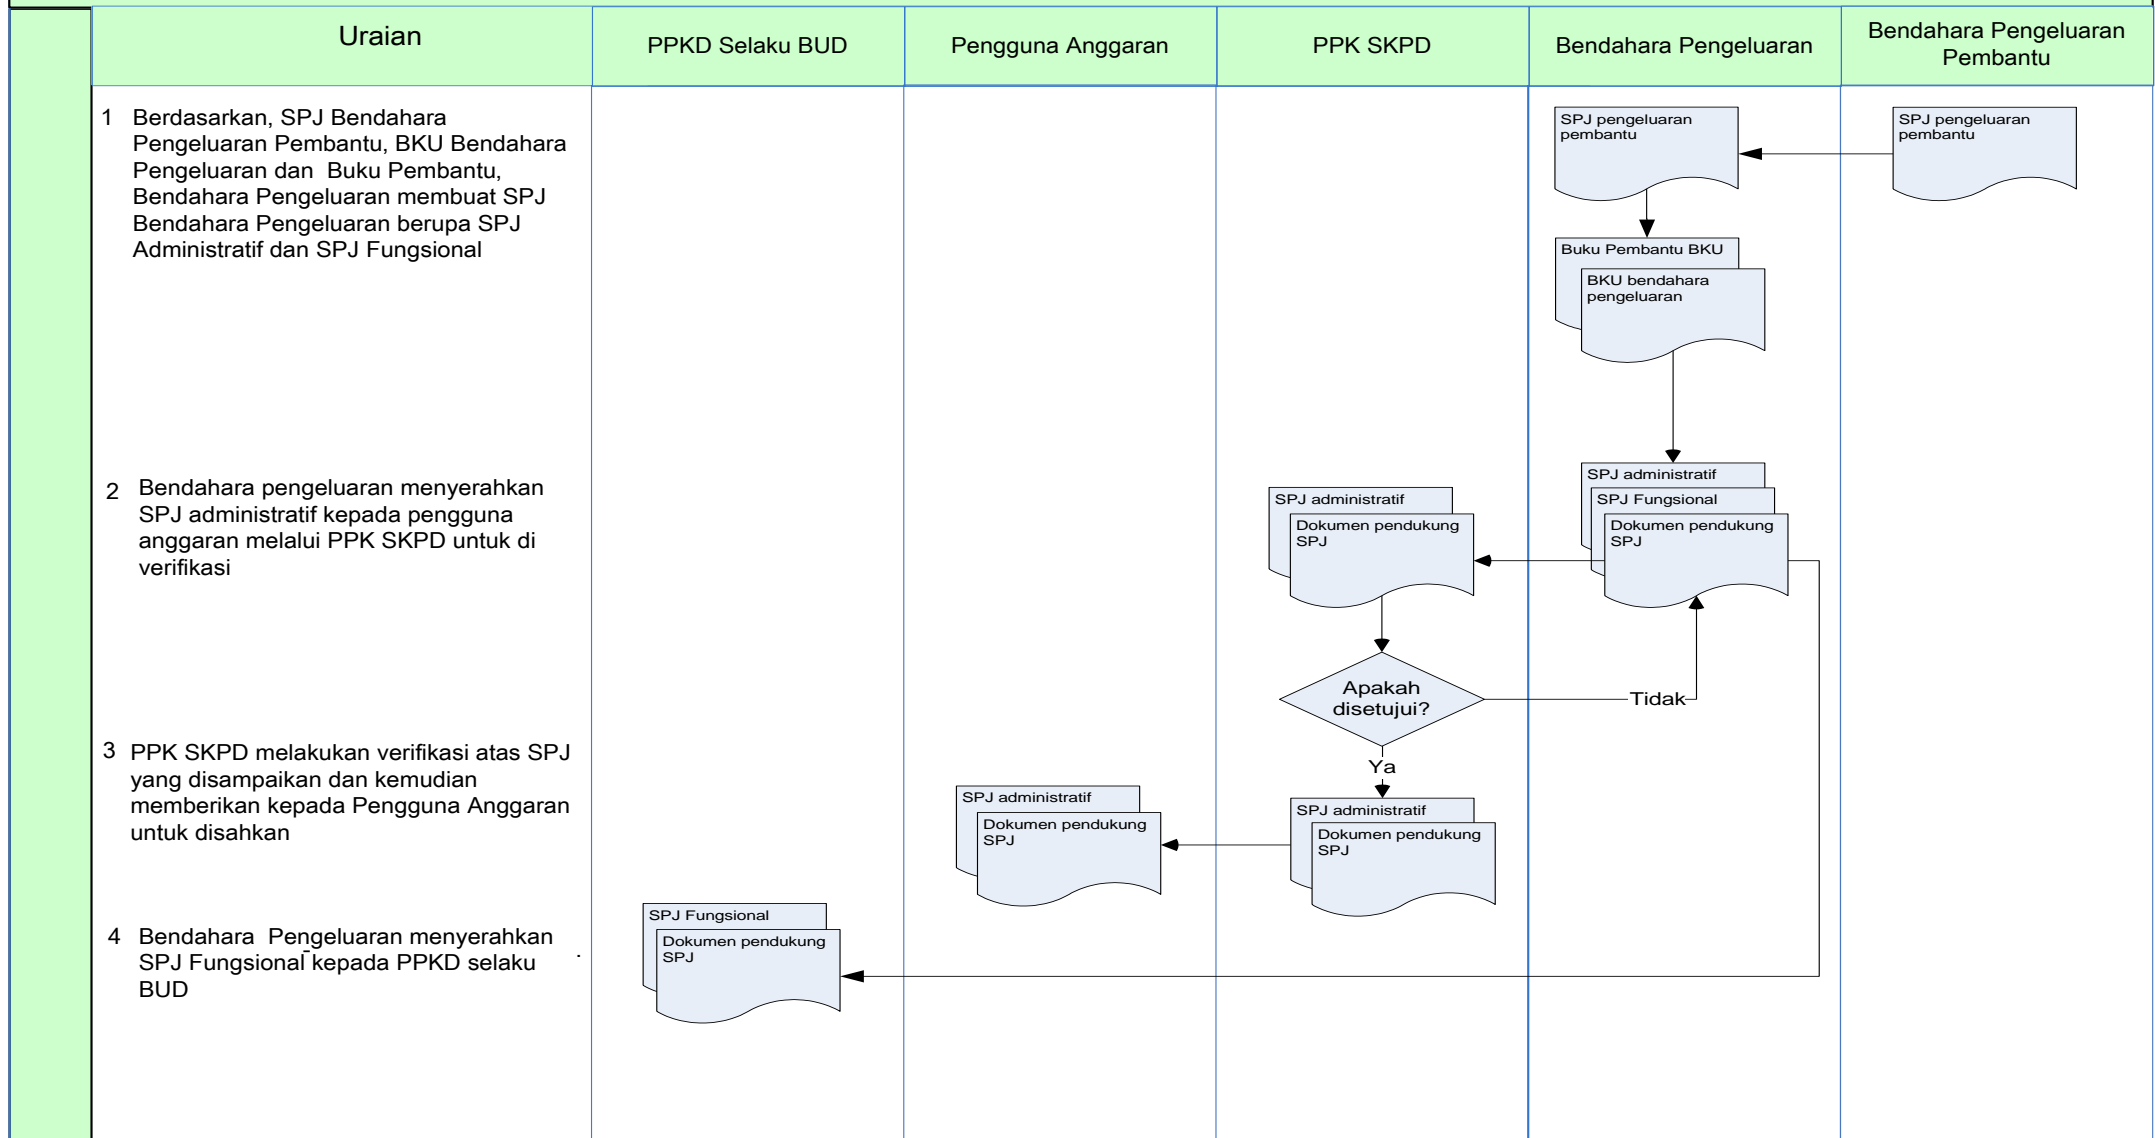 Uraian
PPKD Selaku BUD
Pengguna Anggaran
PPK SKPD
Bendahara Pengeluaran
Bendahara Pengeluaran
Pembantu
1 Berdasarkan, SPJ Bendahara
Pengeluaran Pembantu, BKU Bendahara
Pengeluaran dan Buku Pembantu,
Bendahara Pengeluaran membuat SPJ
Bendahara Pengeluaran berupa SPJ
Administratif dan SPJ Fungsional
SPJ pengeluaran
pembantu
SPJ pengeluaran
pembantu
Buku Pembantu BKU
BKU bendahara
pengeluaran
2 Bendahara pengeluaran menyerahkan
SPJ administratif kepada pengguna
anggaran melalui PPK SKPD untuk di
verifikasi
SPJ administratif
Dokumen pendukung
SPJ
SPJ administratif
SPJ Fungsional
Dokumen pendukung
SPJ
Apakah
disetujui?
Tidak
Ya
3 PPK SKPD melakukan verifikasi atas SPJ
yang disampaikan dan kemudian
memberikan kepada Pengguna Anggaran
untuk disahkan
SPJ administratif
Dokumen pendukung
SPJ
SPJ administratif
Dokumen pendukung
SPJ
4 Bendahara Pengeluaran menyerahkan
SPJ Fungsional kepada PPKD selaku
BUD
SPJ Fungsional
Dokumen pendukung
SPJ